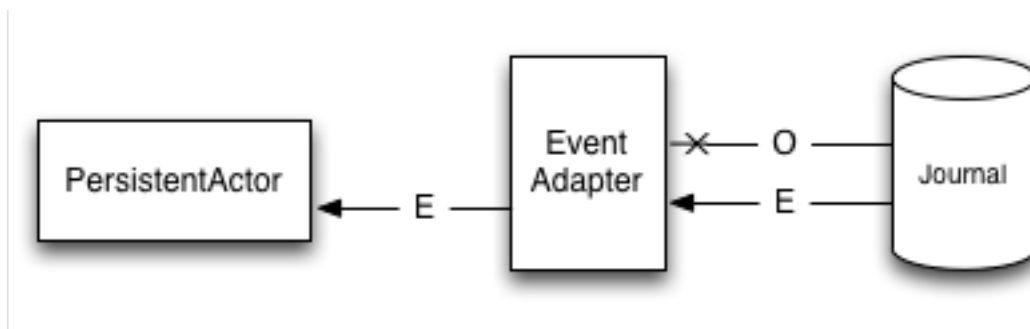 PersistentActor
E
Event
Adapter
O
E
Journal